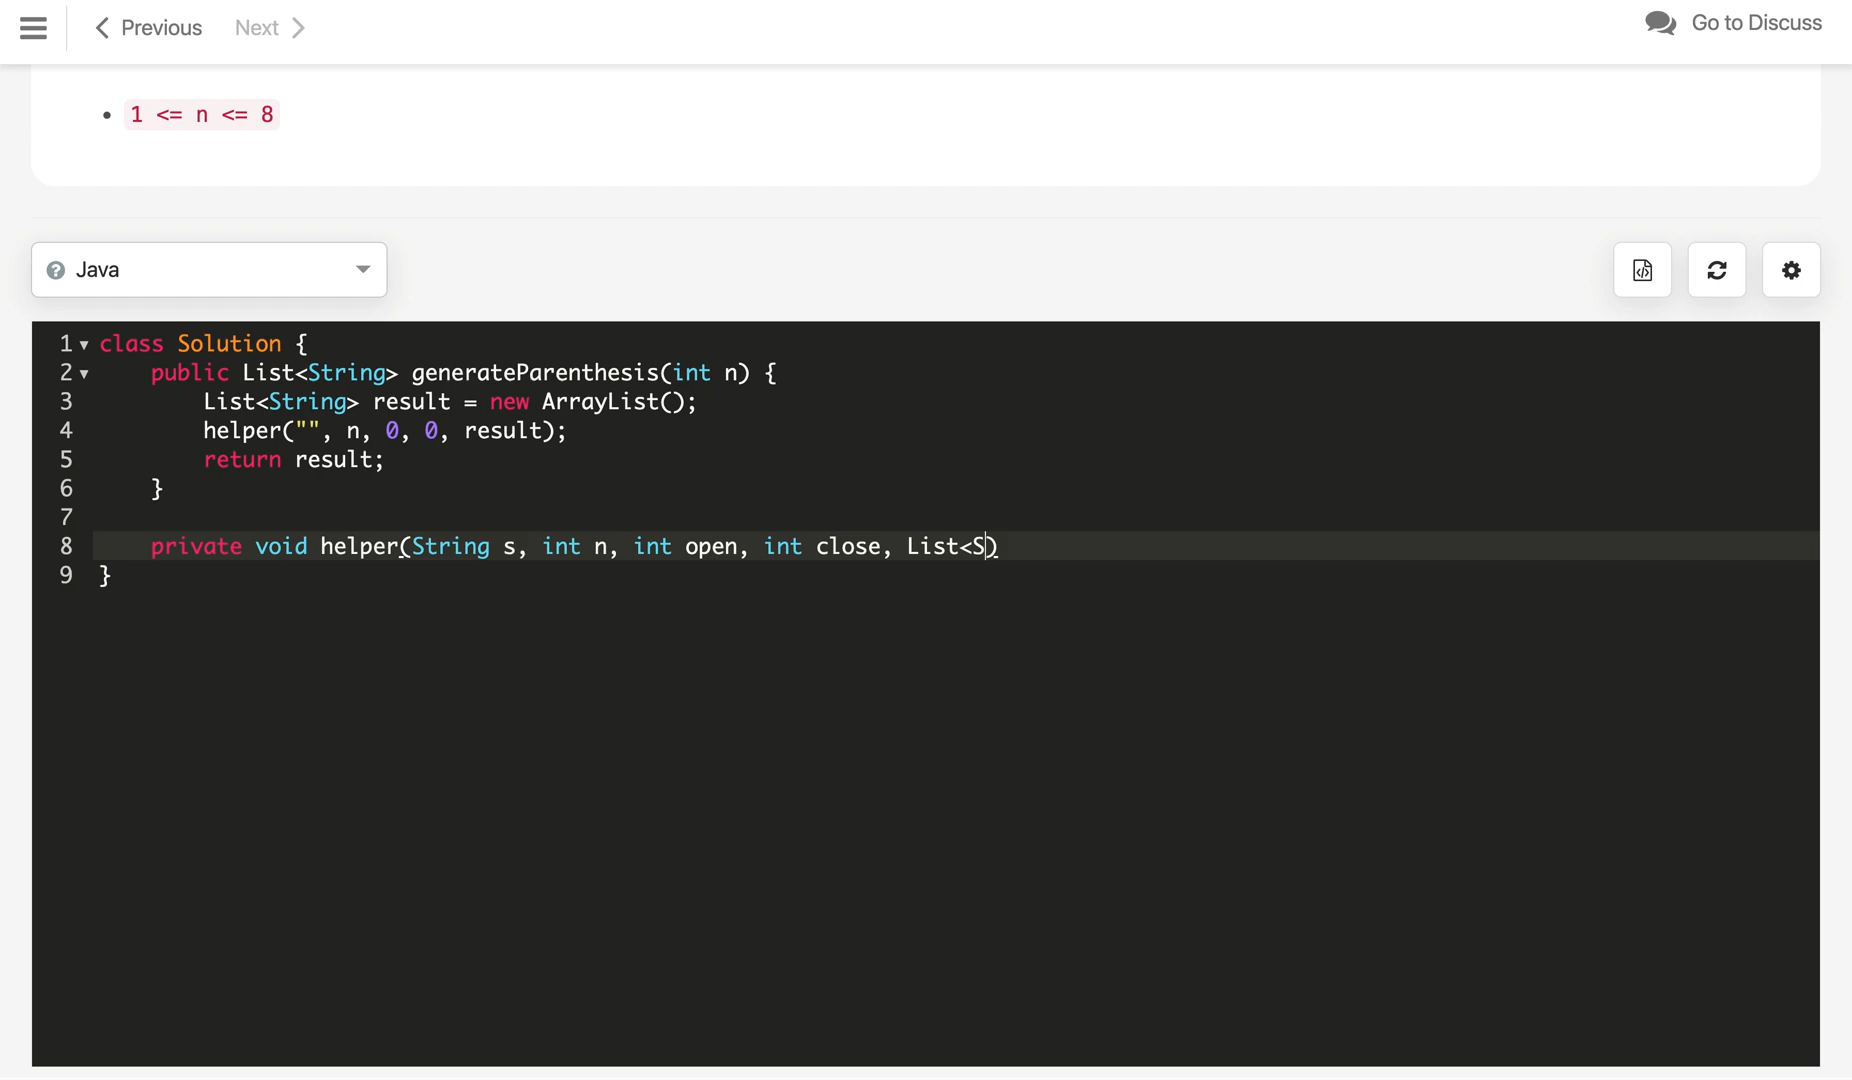 Previous Next Go to Discuss
1 <= n <= 8
Java
1 class Solution {
2 public List<String> generateParenthesis(int n) {
3 List<String> result = new ArrayList();
4 helper("", n, 0, 0, result);
5 return result;
6 }
7
8 private void helper(String s, int n, int open, int close, List<S)
9 }